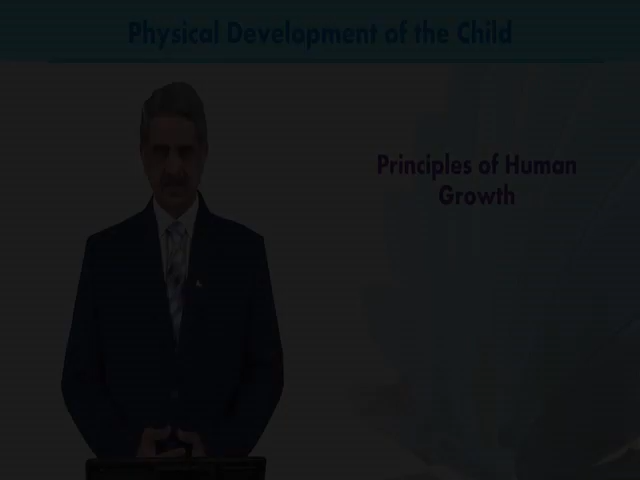 Physical Development of the Child
Principles of Human
Growth